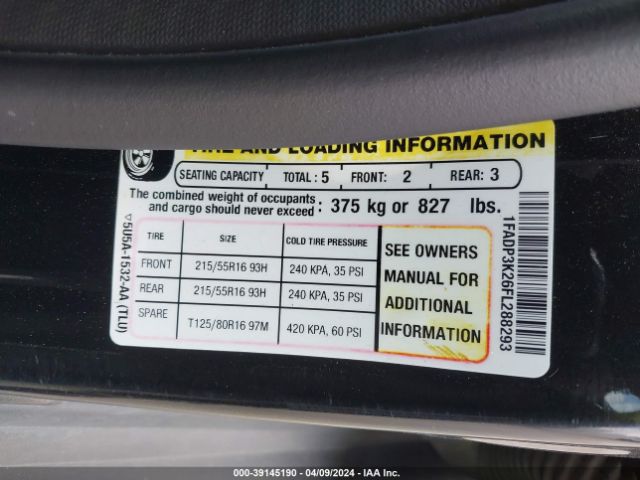 TIRE AND LOADING INFORMATION
SEATING CAPACITY TOTAL : 5 FRONT: 2 REAR: 3
The combined weight of occupants
and cargo should never exceed : 375 kg or 827 lbs.
TIRE SIZE COLD TIRE PRESSURE
FRONT 215/55R16 93H 240 KPA, 35 PSI
REAR 215/55R16 93H 240 KPA, 35 PSI
SPARE T125/80R16 97M 420 KPA, 60 PSI
SEE OWNERS
MANUAL FOR
ADDITIONAL
INFORMATION
5U5A-1532-AA (TLU)
1FADP3K26FL288293
000-39145190 - 04/09/2024 - IAA Inc.